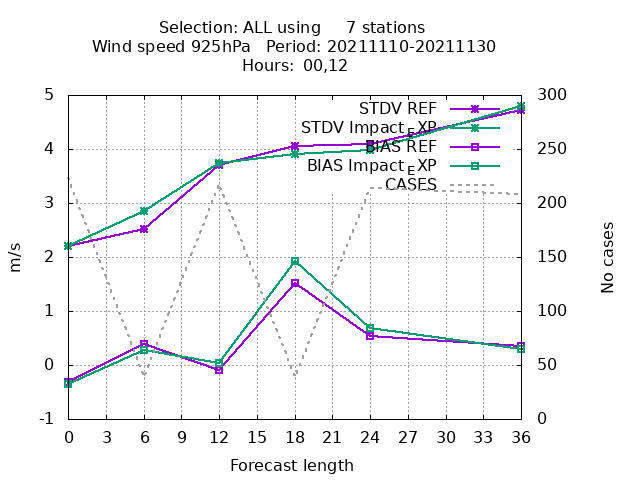 Selection: ALL using 7 stations
Wind speed 925hPa Period: 20211110-20211130
Hours: 00,12
STDV REF
STDV Impact_EXP
BIAS REF
BIAS Impact_EXP
CASES
5
4
3
2
1
0
-1
m/s
300
250
200
150
100
50
0
No cases
0 3 6 9 12 15 18 21 24 27 30 33 36
Forecast length